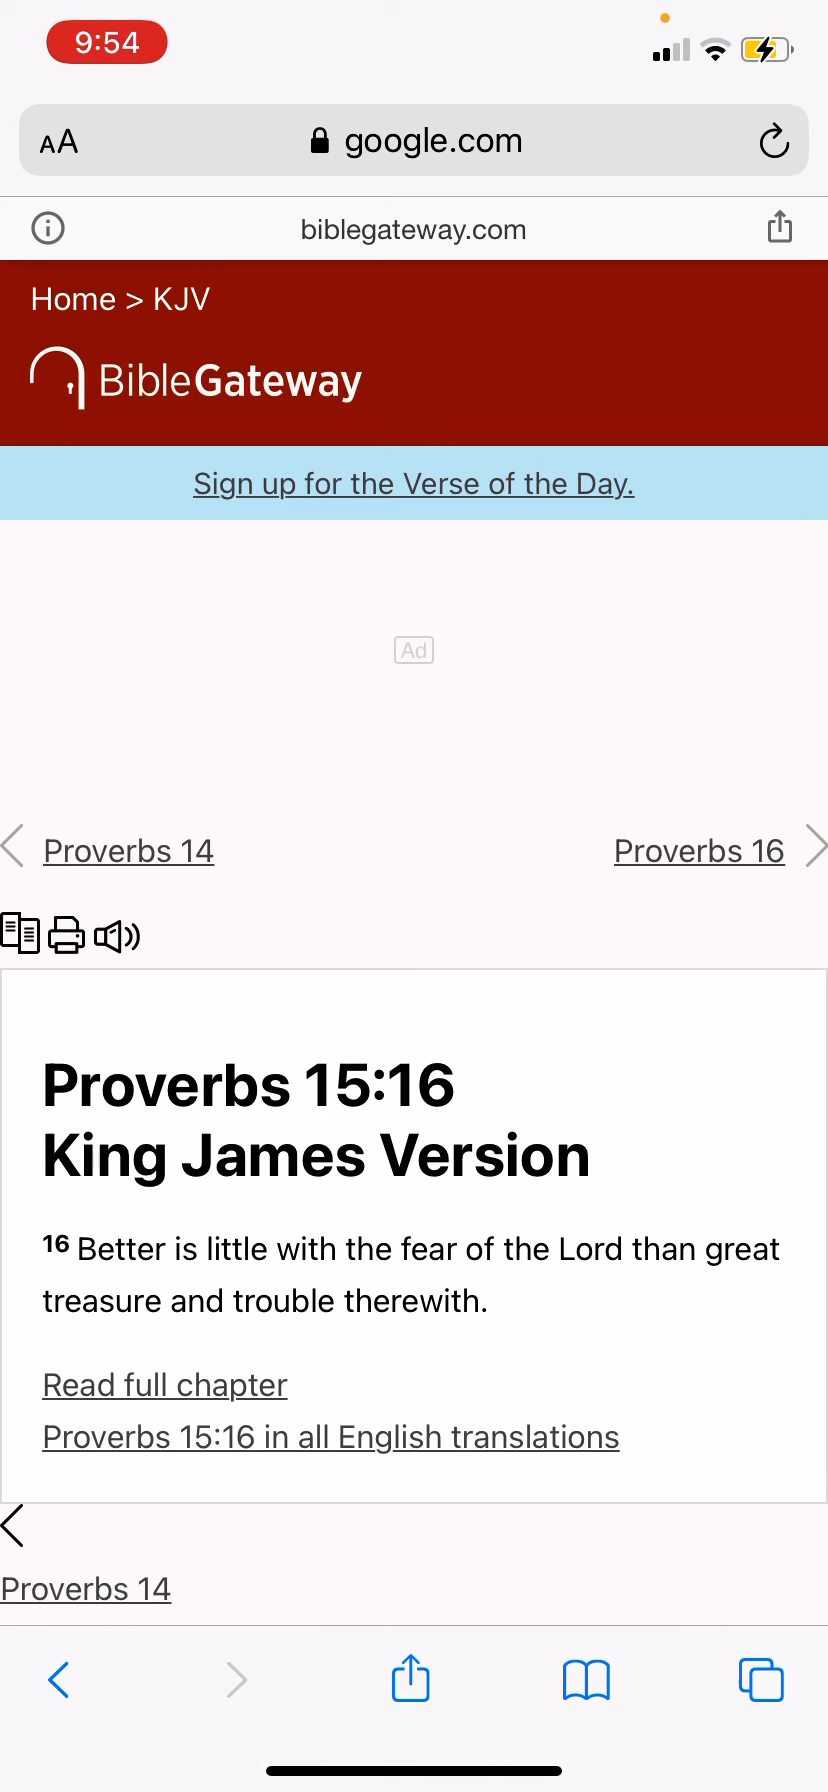 9:54
AA
google.com
biblegateway.com
Home > KJV
BibleGateway
Sign up for the Verse of the Day.
Ad
Proverbs 14
Proverbs 16
Proverbs 15:16
King James Version
16 Better is little with the fear of the Lord than great
treasure and trouble therewith.
Read full chapter
Proverbs 15:16 in all English translations
Proverbs 14